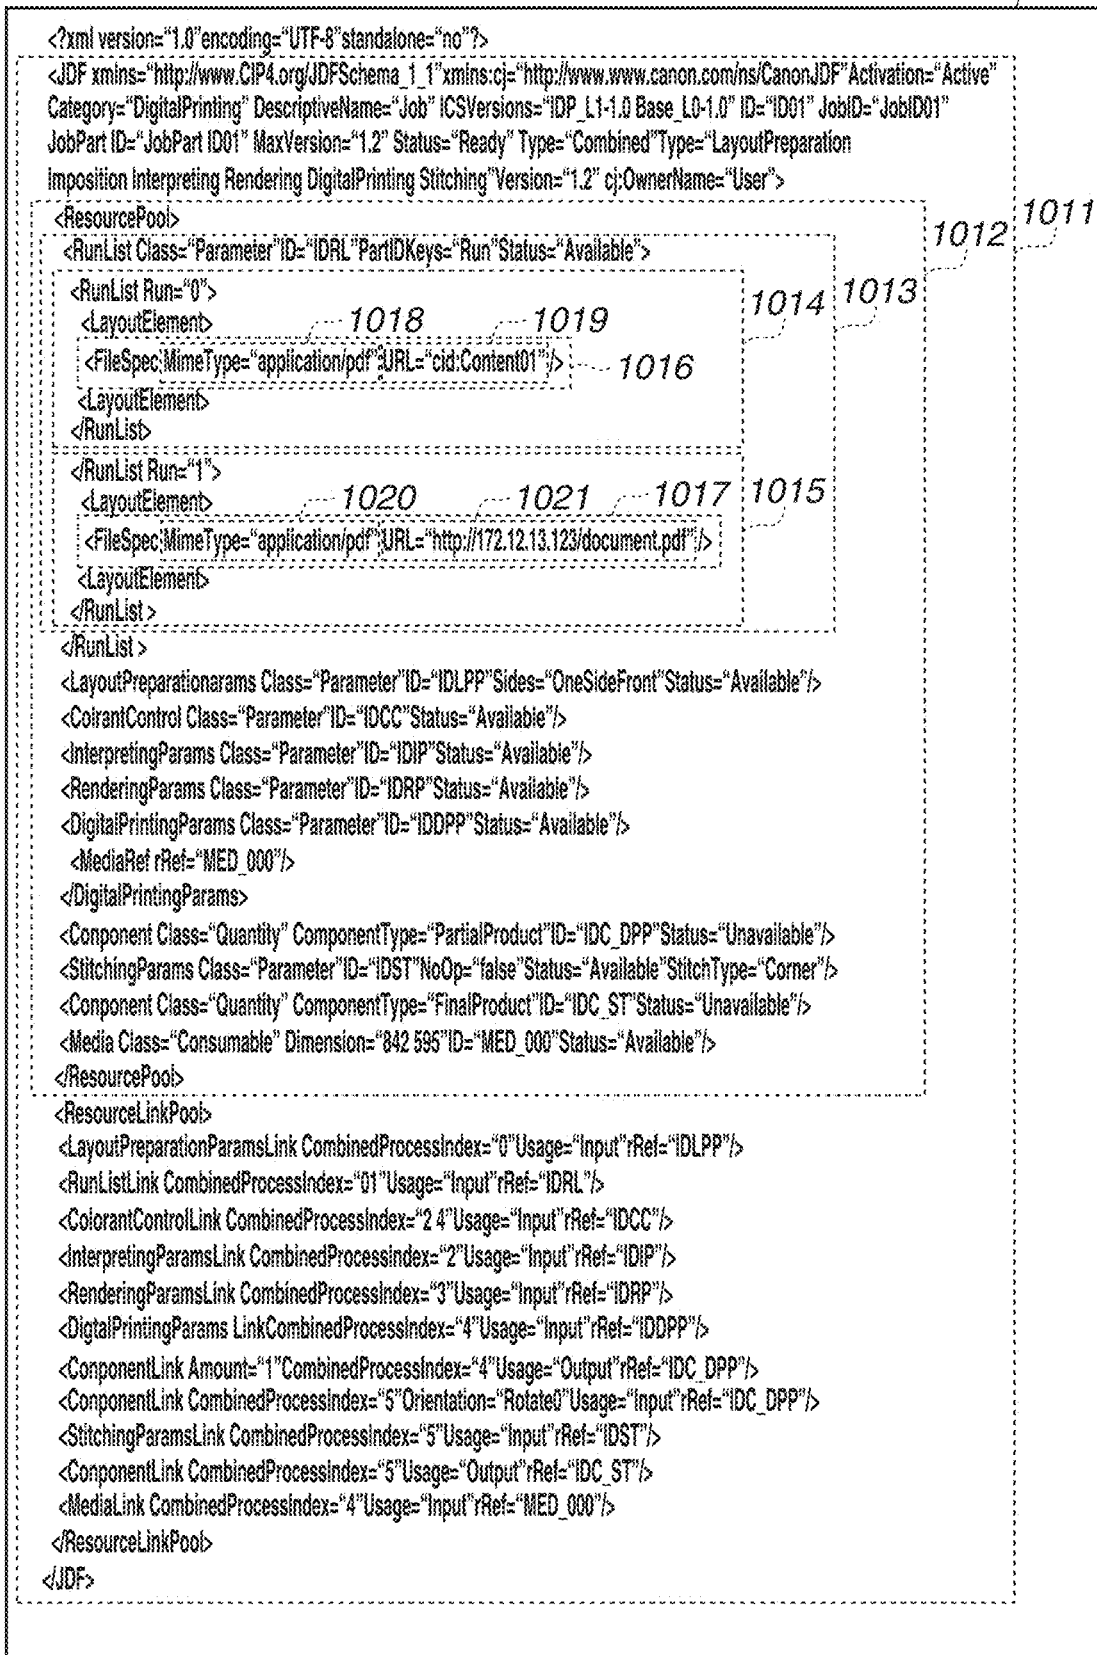 <?xml version=“1.0”encoding=“UTF-8”standalone=“no”?>
<JDF xmins=“http://www.CIP4.org/JDFSchema_1_1”xmins:cj=“http://www.www.canon.com/ns/CanonJDF”Activation=“Active”
Category=“DigitalPrinting” DescriptiveName=“Job” ICSVersions=“IDP_L1-1.0 Base_L0-1.0” ID=“ID01” JobID=“JobID01”
JobPart ID=“JobPart ID01” MaxVersion=“1.2” Status=“Ready” Type=“Combined”Type=“LayoutPreparation
Imposition Interpreting Rendering DigitalPrinting Stitching”Version=“1.2” cj:OwnerName=“User”>
<ResourcePool> 1012 1011
<RunList Class=“Parameter”ID=“IDRL”PartIDKeys=“Run”Status=“Available”>
<RunList Run=“0”> 1014 1013
<LayoutElement> 1018 1019
<FileSpec MimeType=“application/pdf” URL=“cid:Content01” /> 1016
<LayoutElement>
</RunList>
</RunList Run=“1”>
<LayoutElement> 1020 1021 1017 1015
<FileSpec MimeType=“application/pdf” URL=“http://172.12.13.123/document.pdf” />
<LayoutElement>
</RunList >
</RunList >
<LayoutPreparationarams Class=“Parameter”ID=“IDLPP”Sides=“OneSideFront”Status=“Available”/>
<CoirantControl Class=“Parameter”ID=“IDCC”Status=“Available”/>
<InterpretingParams Class=“Parameter”ID=“IDIP”Status=“Available”/>
<RenderingParams Class=“Parameter”ID=“IDRP”Status=“Available”/>
<DigitalPrintingParams Class=“Parameter”ID=“IDDPP”Status=“Available”/>
<MediaRef rRef=“MED_000”/>
</DigitalPrintingParams>
<Conponent Class=“Quantity” ComponentType=“PartialProduct”ID=“IDC_DPP”Status=“Unavailable”/>
<StitchingParams Class=“Parameter”ID=“IDST”NoOp=“false”Status=“Available”StitchType=“Corner”/>
<Conponent Class=“Quantity” ComponentType=“FinalProduct”ID=“IDC_ST”Status=“Unavailable”/>
<Media Class=“Consumable” Dimension=“842 595”ID=“MED_000”Status=“Available”/>
</ResourcePool>
<ResourceLinkPool>
<LayoutPreparationParamsLink CombinedProcessIndex=“0”Usage=“Input”rRef=“IDLPP”/>
<RunListLink CombinedProcessIndex=“01”Usage=“Input”rRef=“IDRL”/>
<ColorantControlLink CombinedProcessIndex=“2 4”Usage=“Input”rRef=“IDCC”/>
<InterpretingParamsLink CombinedProcessIndex=“2”Usage=“Input”rRef=“IDIP”/>
<RenderingParamsLink CombinedProcessIndex=“3”Usage=“Input”rRef=“IDRP”/>
<DigtalPrintingParams LinkCombinedProcessIndex=“4”Usage=“Input”rRef=“IDDPP”/>
<ConponentLink Amount=“1”CombinedProcessIndex=“4”Usage=“Output”rRef=“IDC_DPP”/>
<ConponentLink CombinedProcessIndex=“5”Orientation=“Rotate0”Usage=“Input”rRef=“IDC_DPP”/>
<StitchingParamsLink CombinedProcessIndex=“5”Usage=“Input”rRef=“IDST”/>
<ConponentLink CombinedProcessIndex=“5”Usage=“Output”rRef=“IDC_ST”/>
<MediaLink CombinedProcessIndex=“4”Usage=“Input”rRef=“MED_000”/>
</ResourceLinkPool>
</JDF>